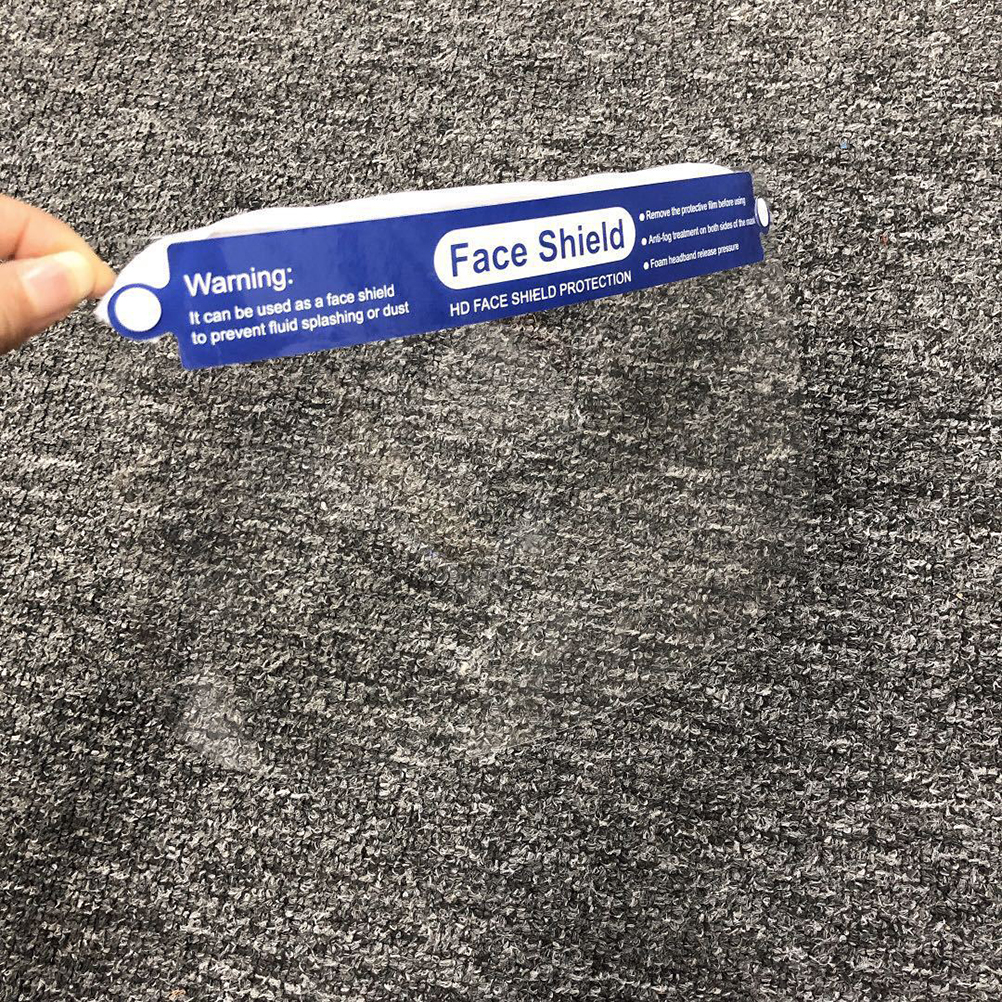 Warning:
It can be used as a face shield
to prevent fluid splashing or dust
Face Shield
HD FACE SHIELD PROTECTION
● Remove the protective film before using
● Anti-fog treatment on both sides of the mask
● Foam headband release pressure